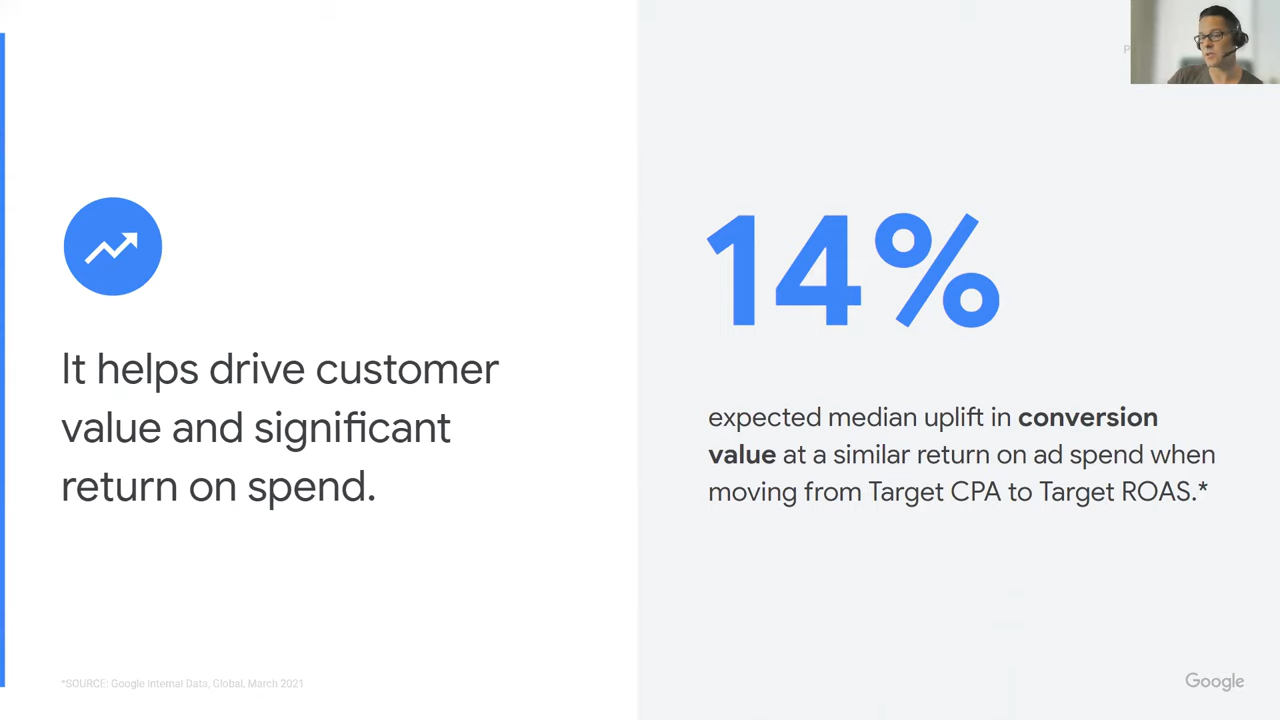 It helps drive customer
value and significant
return on spend.
14%
expected median uplift in conversion
value at a similar return on ad spend when
moving from Target CPA to Target ROAS.*
*SOURCE: Google Internal Data, Global, March 2021
Google